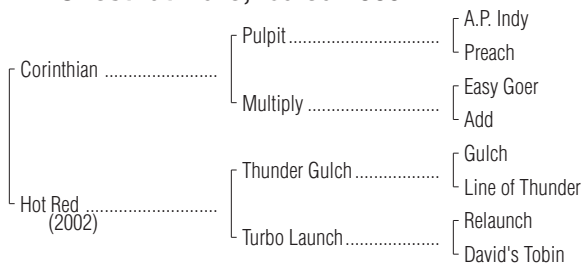 A.P. Indy
Pulpit
Preach
Corinthian
Easy Goer
Multiply
Add
Gulch
Thunder Gulch
Line of Thunder
Hot Red
(2002)
Relaunch
Turbo Launch
David's Tobin